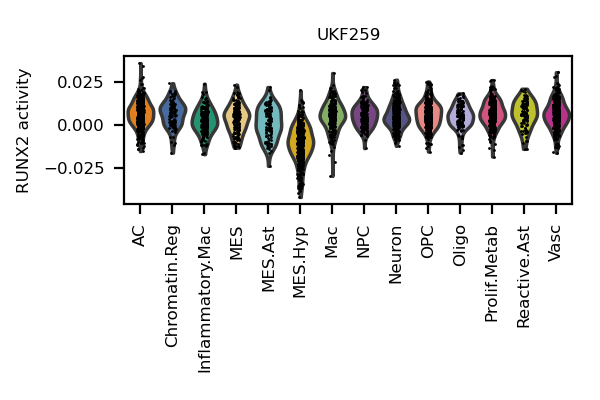 UKF259
RUNX2 activity
0.025
0.000
−0.025
AC
Chromatin.Reg
Inflammatory.Mac
MES
MES.Ast
MES.Hyp
Mac
NPC
Neuron
OPC
Oligo
Prolif.Metab
Reactive.Ast
Vasc